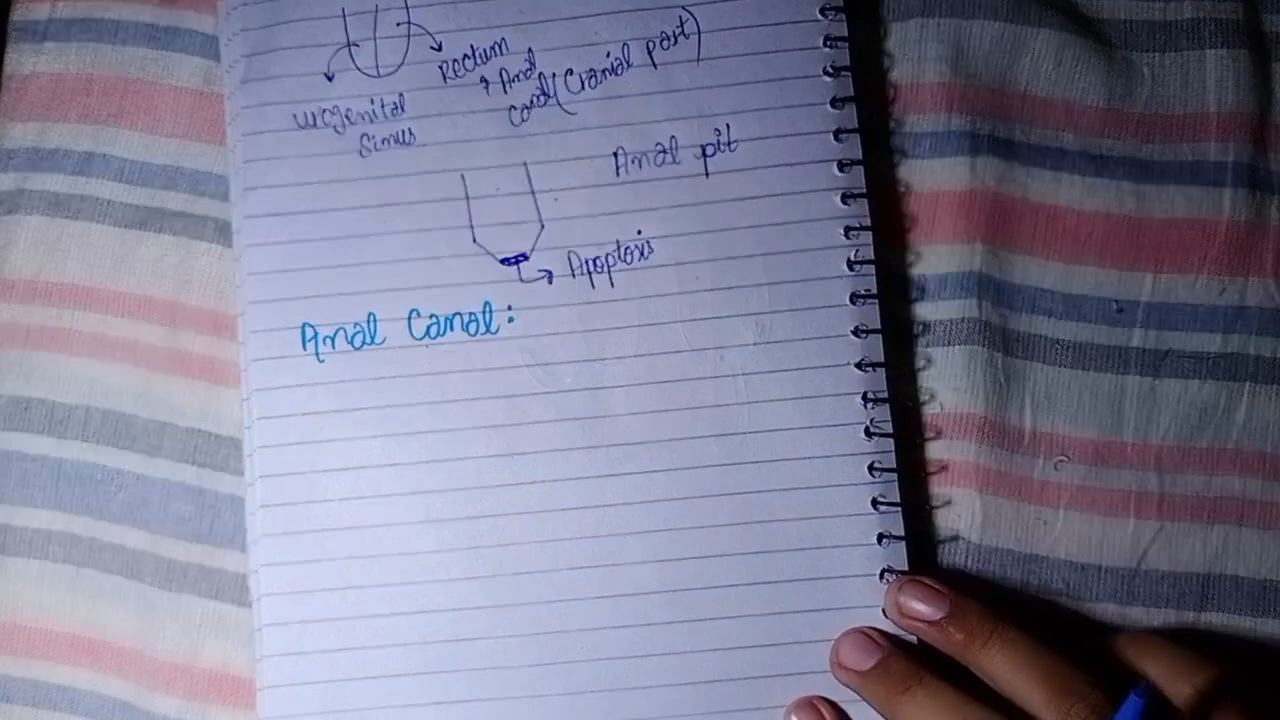 Rectum
& Anal
canal (Cranial part)
urogenital
Sinus
Anal pit
Apoptosis
Anal Canal: